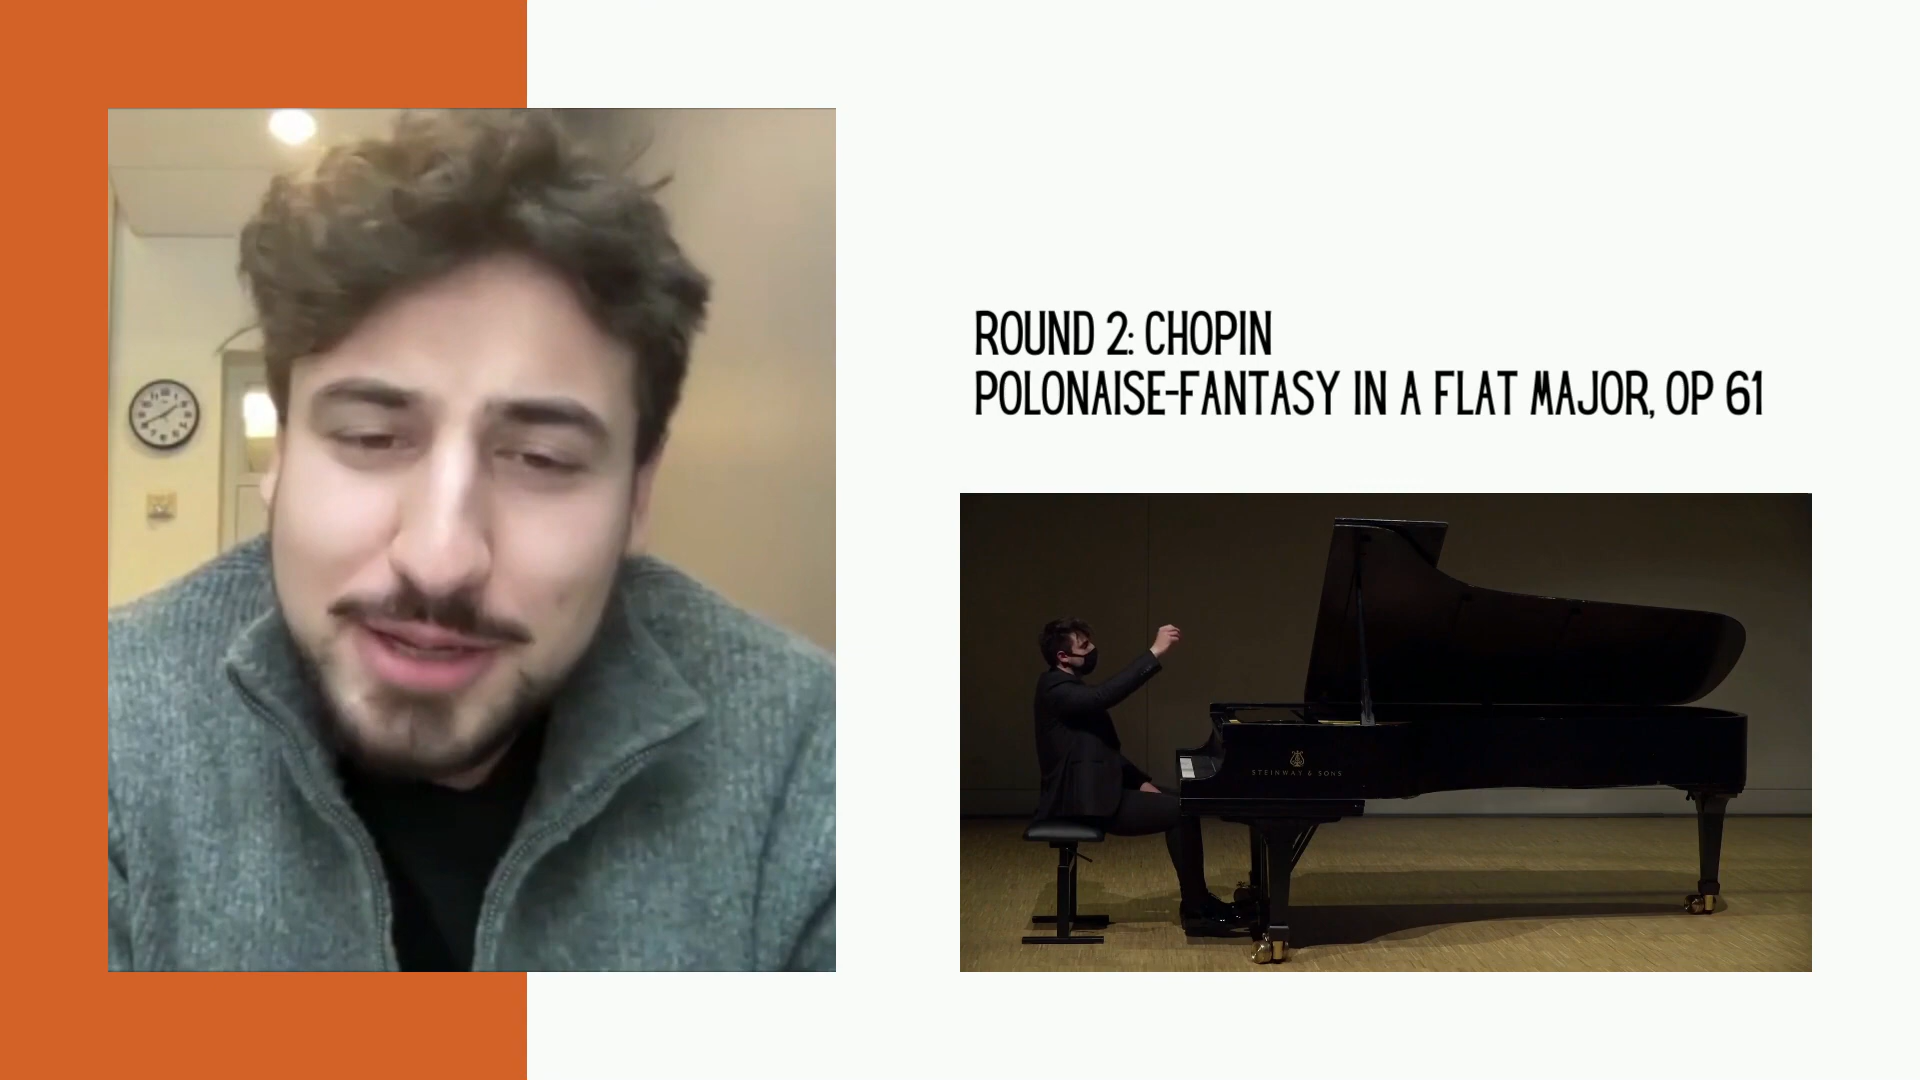 ROUND 2: CHOPIN
POLONAISE-FANTASY IN A FLAT MAJOR, OP 61
STEINWAY & SONS